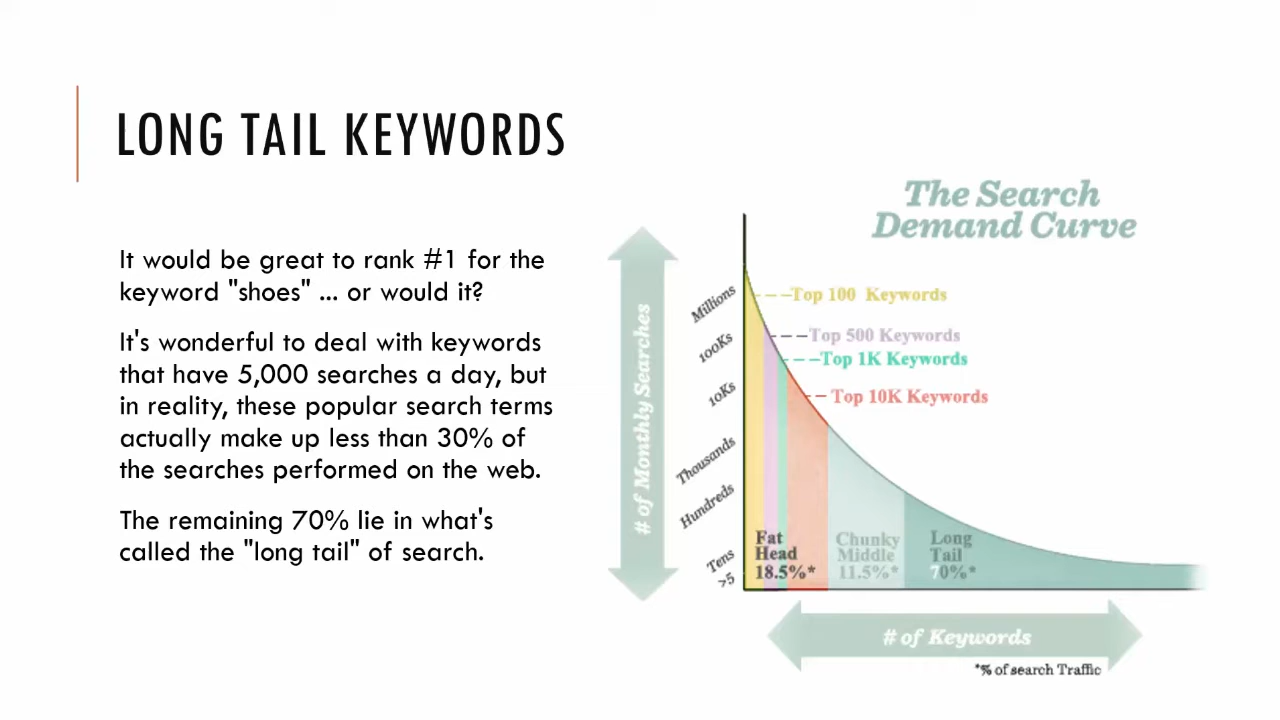 LONG TAIL KEYWORDS
It would be great to rank #1 for the
keyword "shoes" ... or would it?
It's wonderful to deal with keywords
that have 5,000 searches a day, but
in reality, these popular search terms
actually make up less than 30% of
the searches performed on the web.
The remaining 70% lie in what's
called the "long tail" of search.
The Search
Demand Curve
# of Monthly Searches
Millions
100Ks
10Ks
Thousands
Hundreds
Tens
>5
Top 100 Keywords
Top 500 Keywords
Top 1K Keywords
Top 10K Keywords
Fat
Head
18.5%*
Chunky
Middle
11.5%*
Long
Tail
70%*
# of Keywords
*% of search Traffic